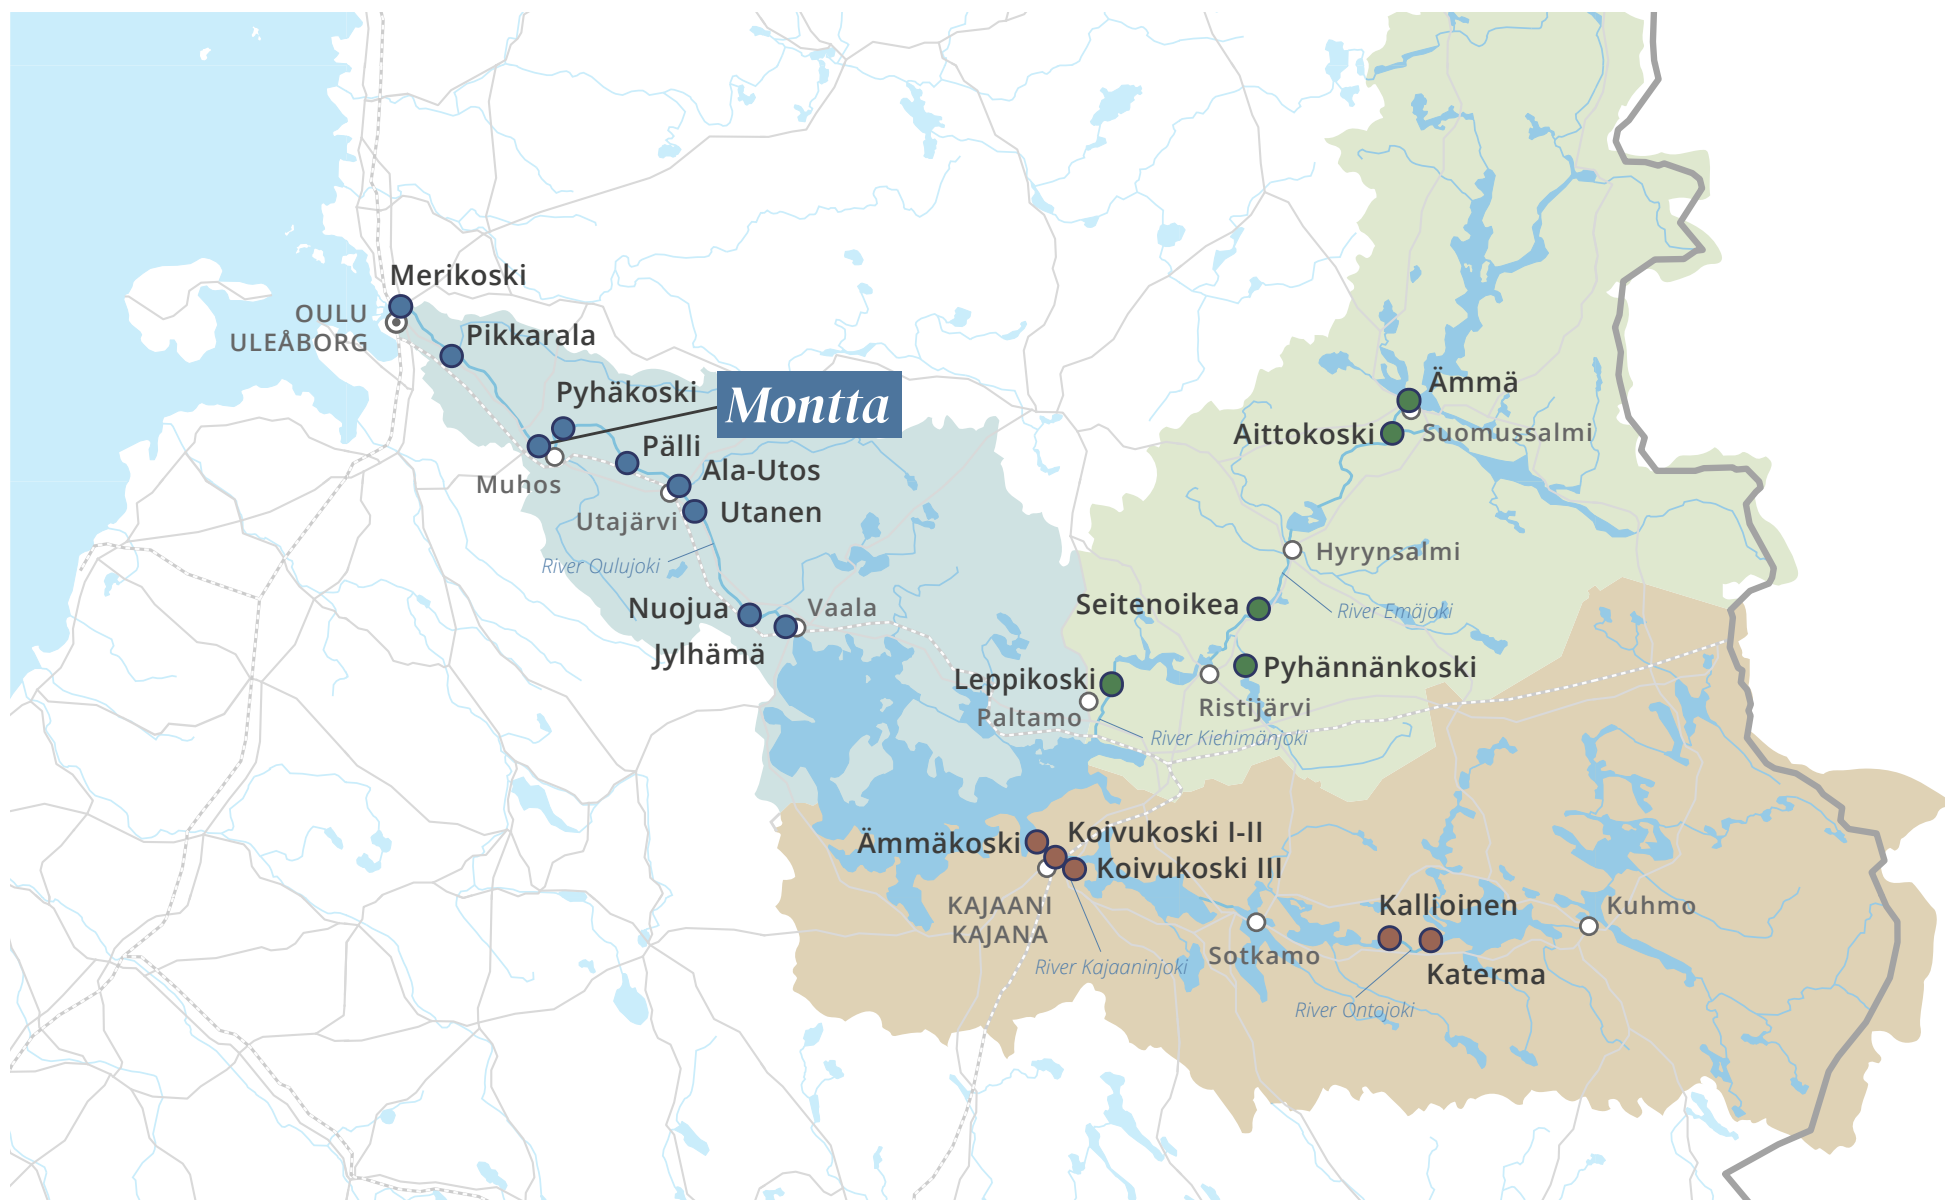 Merikoski
OULU
ULEÅBORG
Pikkarala
Pyhäkoski
Montta
Ämmä
Aittokoski
Suomussalmi
Pälli
Ala-Utos
Muhos
Utajärvi
Utanen
River Oulujoki
Hyrynsalmi
Nuojua
Vaala
Seitenoikea
River Emäjoki
Jylhämä
Leppikoski
Pyhännänkoski
Paltamo
Ristijärvi
River Kiehimänjoki
Ämmäkoski
Koivukoski I-II
Koivukoski III
KAJAANI
KAJANA
Kallioinen
Kuhmo
River Kajaaninjoki
Sotkamo
Katerma
River Ontojoki